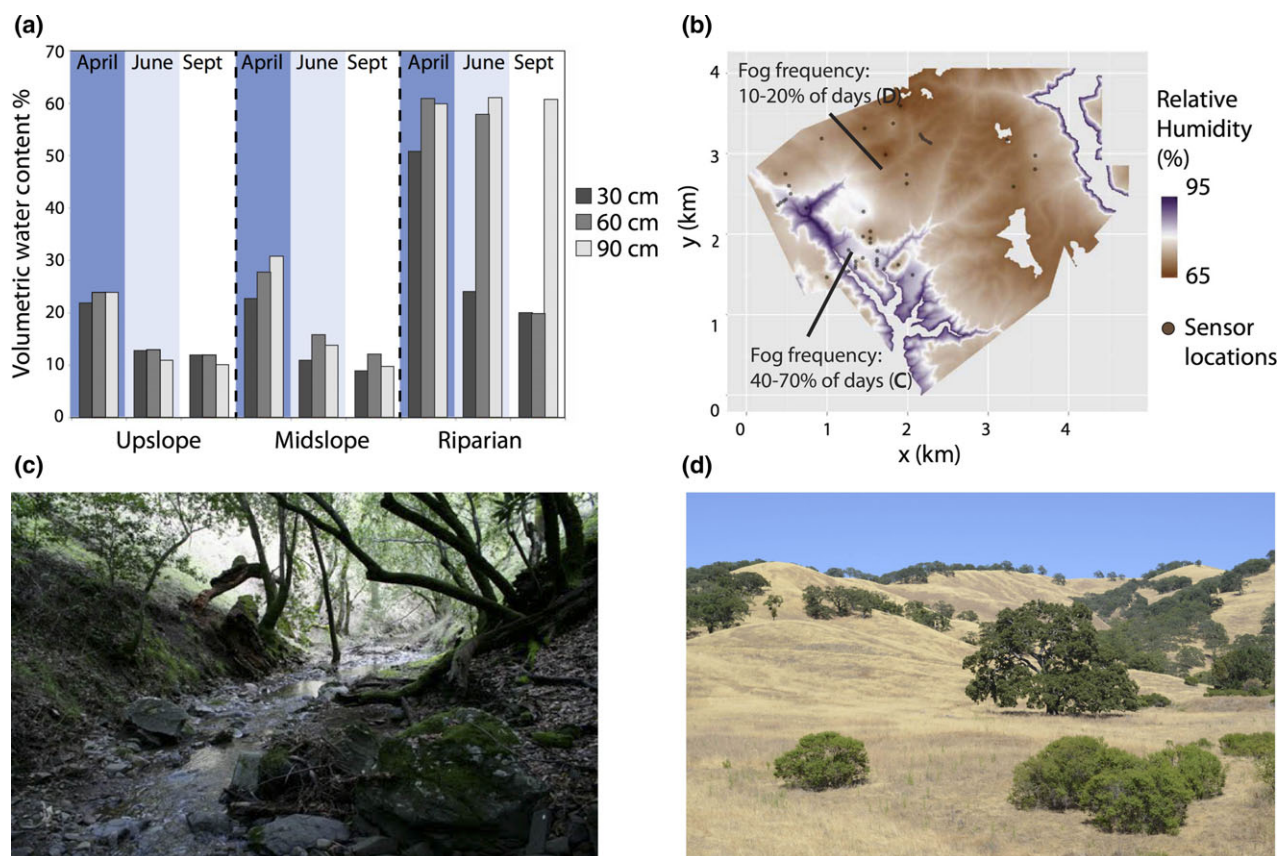 (a)
70
60
50
40
30
20
10
0
Volumetric water content %
April June Sept April June Sept April June Sept
Upslope Midslope Riparian
30 cm
60 cm
90 cm
(b)
Fog frequency:
10-20% of days (D)
Fog frequency:
40-70% of days (C)
4
3
2
1
0
y (km)
0 1 2 3 4
x (km)
Relative
Humidity
(%)
95
65
Sensor
locations
(c)
(d)